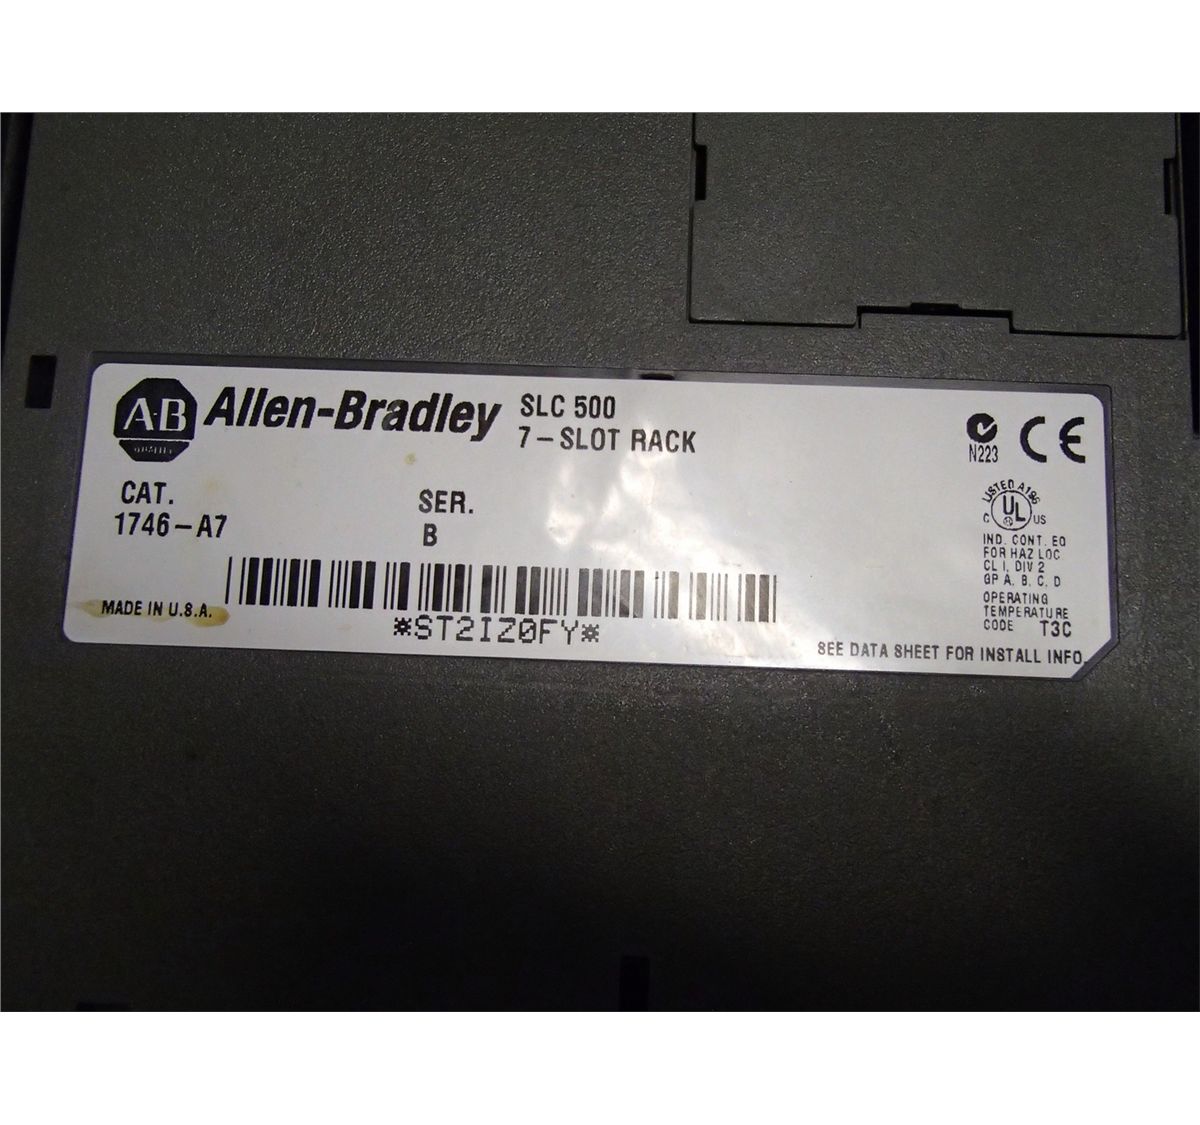 A-B
QUALITY
Allen-Bradley
SLC 500
7-SLOT RACK
N223
CE
CAT.
1746-A7
SER.
B
LISTED A196
C UL US
IND. CONT. EQ
FOR HAZ LOC
CL I, DIV 2
GP A, B, C, D
OPERATING
TEMPERATURE
CODE T3C
MADE IN U.S.A.
*ST2IZ0FY*
SEE DATA SHEET FOR INSTALL INFO.